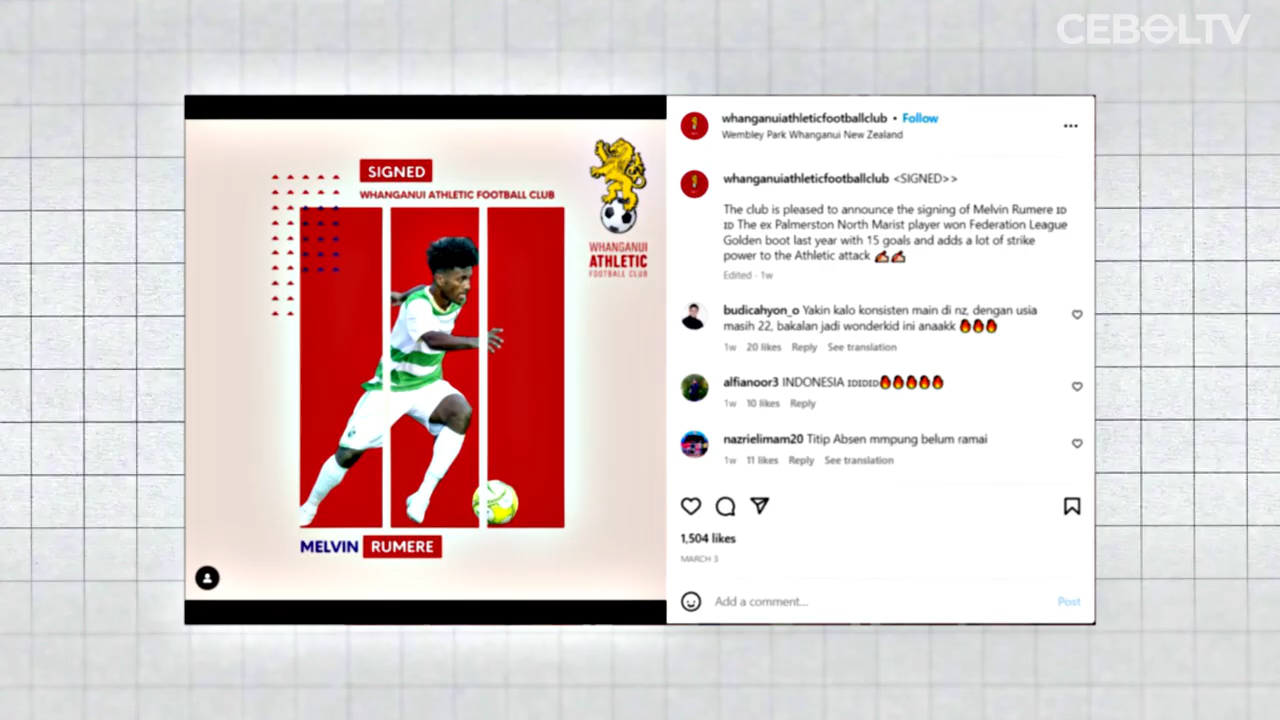 CEBOLTV
SIGNED
WHANGANUI ATHLETIC FOOTBALL CLUB
WHANGANUI
ATHLETIC
FOOTBALL CLUB
MELVIN RUMERE
whanganuiathleticfootballclub • Follow
Wembley Park Whanganui New Zealand
whanganuiathleticfootballclub <SIGNED>>
The club is pleased to announce the signing of Melvin Rumere ID
ID The ex Palmerston North Marist player won Federation League
Golden boot last year with 15 goals and adds a lot of strike
power to the Athletic attack ✍🏽✍🏽
Edited · 1w
budicahyon_o Yakin kalo konsisten main di nz, dengan usia
masih 22, bakalan jadi wonderkid ini anaakk 🔥🔥🔥
1w 20 likes Reply See translation
alfianoor3 INDONESIA IDIDID🔥🔥🔥🔥🔥
1w 10 likes Reply
nazrielimam20 Titip Absen mmpung belum ramai
1w 11 likes Reply See translation
1,504 likes
MARCH 3
Add a comment... Post